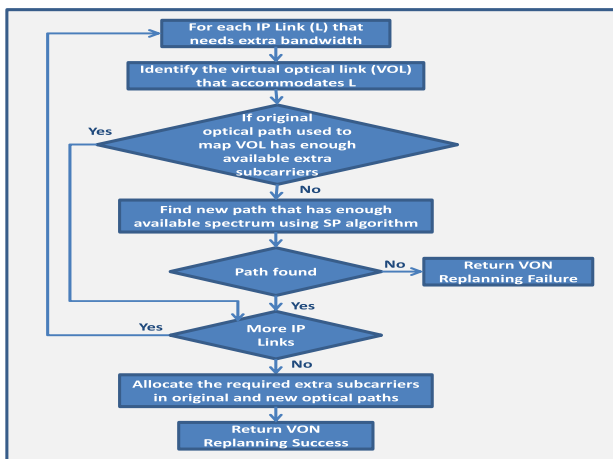 For each IP Link (L) that
needs extra bandwidth
Identify the virtual optical link (VOL)
that accommodates L
If original
optical path used to
map VOL has enough
available extra
subcarriers
Yes
No
Find new path that has enough
available spectrum using SP algorithm
Path found
No
Return VON
Replanning Failure
Yes
More IP
Links
Yes
No
Allocate the required extra subcarriers
in original and new optical paths
Return VON
Replanning Success